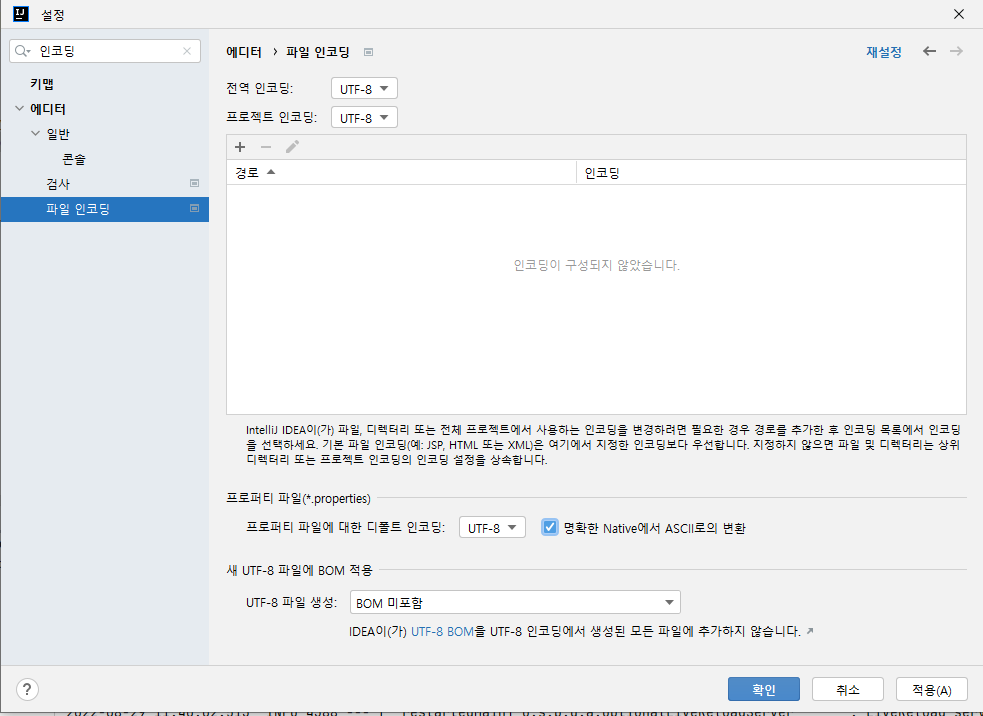 설정
인코딩
키맵
에디터
일반
콘솔
검사
파일 인코딩
에디터 › 파일 인코딩
재설정
전역 인코딩: UTF-8
프로젝트 인코딩: UTF-8
경로 인코딩
인코딩이 구성되지 않았습니다.
IntelliJ IDEA이(가) 파일, 디렉터리 또는 전체 프로젝트에서 사용하는 인코딩을 변경하려면 필요한 경우 경로를 추가한 후 인코딩 목록에서 인코딩
을 선택하세요. 기본 파일 인코딩(예: JSP, HTML 또는 XML)은 여기에서 지정한 인코딩보다 우선합니다. 지정하지 않으면 파일 및 디렉터리는 상위
디렉터리 또는 프로젝트 인코딩의 인코딩 설정을 상속합니다.
프로퍼티 파일(*.properties)
프로퍼티 파일에 대한 디폴트 인코딩: UTF-8 명확한 Native에서 ASCII로의 변환
새 UTF-8 파일에 BOM 적용
UTF-8 파일 생성: BOM 미포함
IDEA이(가) UTF-8 BOM을 UTF-8 인코딩에서 생성된 모든 파일에 추가하지 않습니다. ↗
?
확인
취소
적용(A)